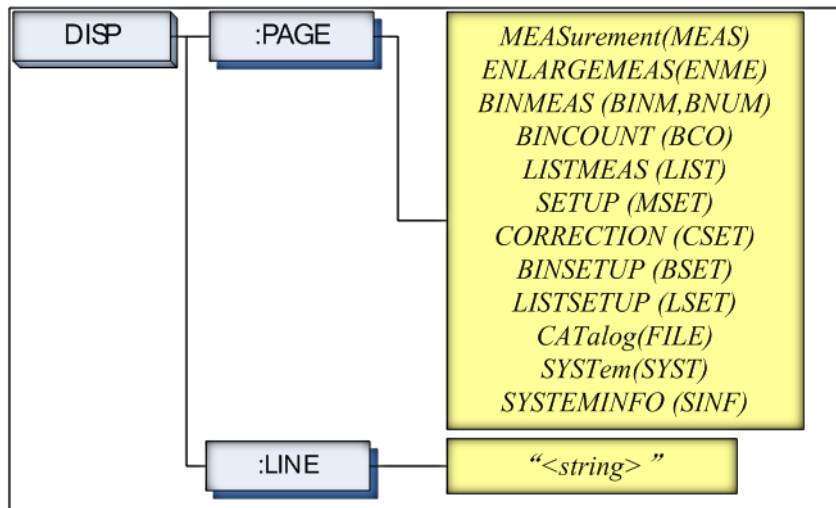 DISP
:PAGE
MEASurement(MEAS)
ENLARGEMEAS(ENME)
BINMEAS (BINM,BNUM)
BINCOUNT (BCO)
LISTMEAS (LIST)
SETUP (MSET)
CORRECTION (CSET)
BINSETUP (BSET)
LISTSETUP (LSET)
CATalog(FILE)
SYSTem(SYST)
SYSTEMINFO (SINF)
:LINE
“<string> ”